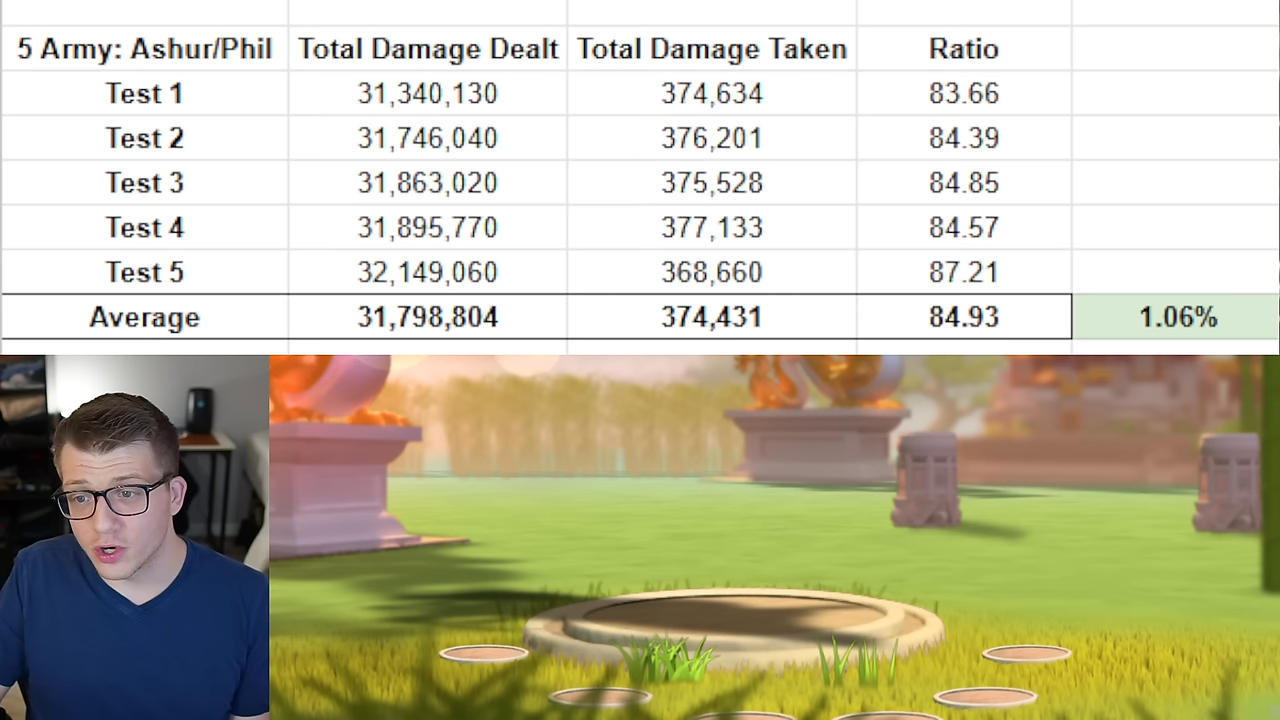 5 Army: Ashur/Phil Total Damage Dealt Total Damage Taken Ratio
Test 1 31,340,130 374,634 83.66
Test 2 31,746,040 376,201 84.39
Test 3 31,863,020 375,528 84.85
Test 4 31,895,770 377,133 84.57
Test 5 32,149,060 368,660 87.21
Average 31,798,804 374,431 84.93 1.06%